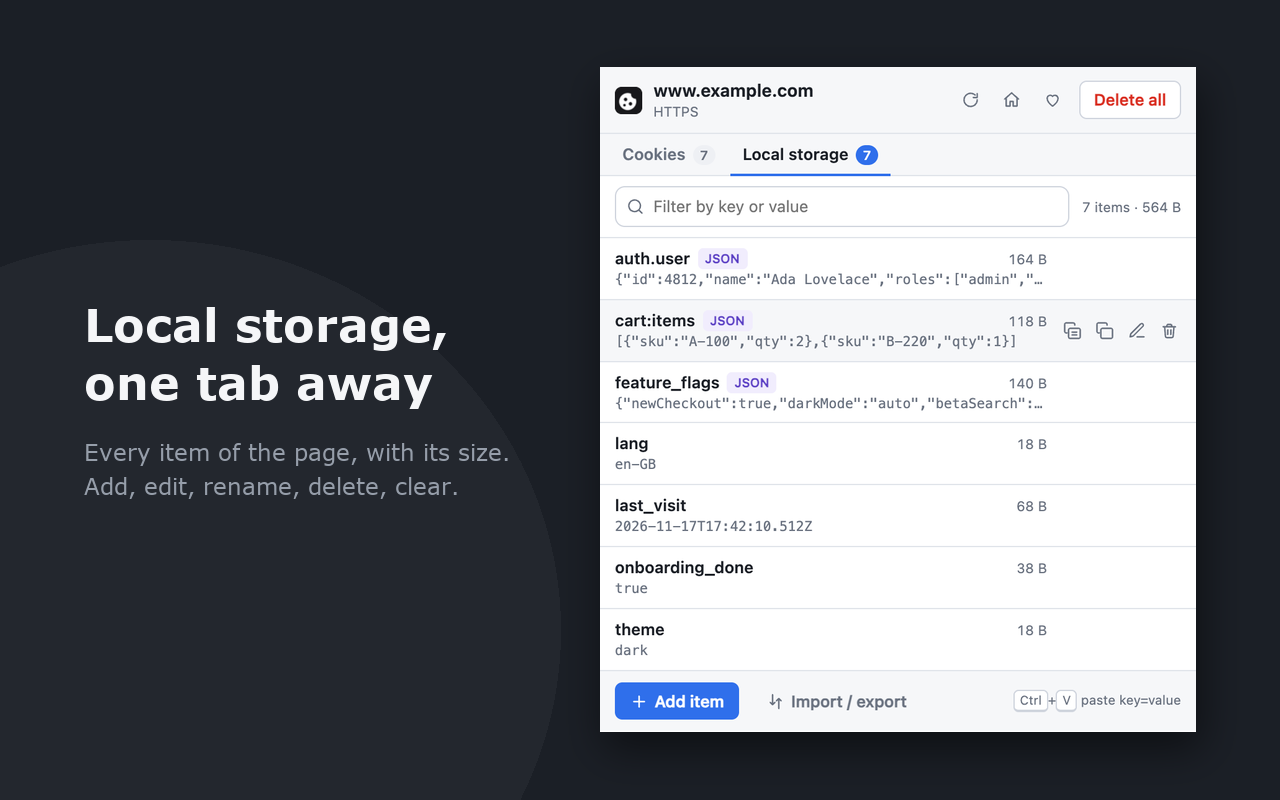 Local storage,
one tab away
Every item of the page, with its size.
Add, edit, rename, delete, clear.
www.example.com
HTTPS
Delete all
Cookies 7
Local storage 7
Filter by key or value
7 items · 564 B
auth.user JSON 164 B
{"id":4812,"name":"Ada Lovelace","roles":["admin","…
cart:items JSON 118 B
[{"sku":"A-100","qty":2},{"sku":"B-220","qty":1}]
feature_flags JSON 140 B
{"newCheckout":true,"darkMode":"auto","betaSearch":…
lang 18 B
en-GB
last_visit 68 B
2026-11-17T17:42:10.512Z
onboarding_done 38 B
true
theme 18 B
dark
Add item
Import / export
Ctrl+V paste key=value